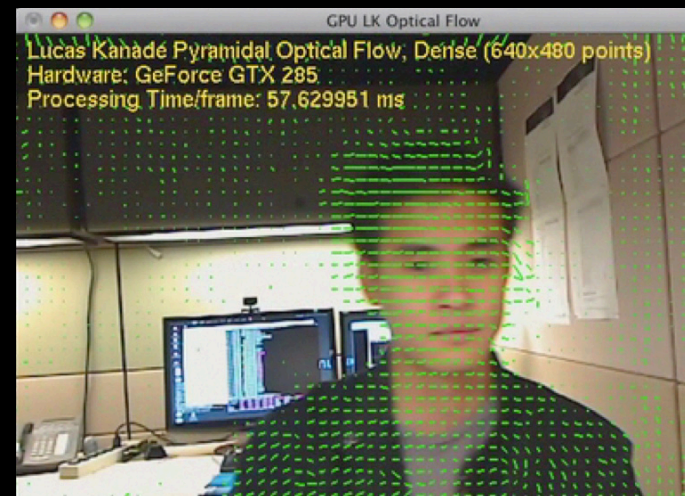 GPU LK Optical Flow
Lucas Kanade Pyramidal Optical Flow, Dense (640x480 points)
Hardware: GeForce GTX 285
Processing Time/frame: 57.629951 ms